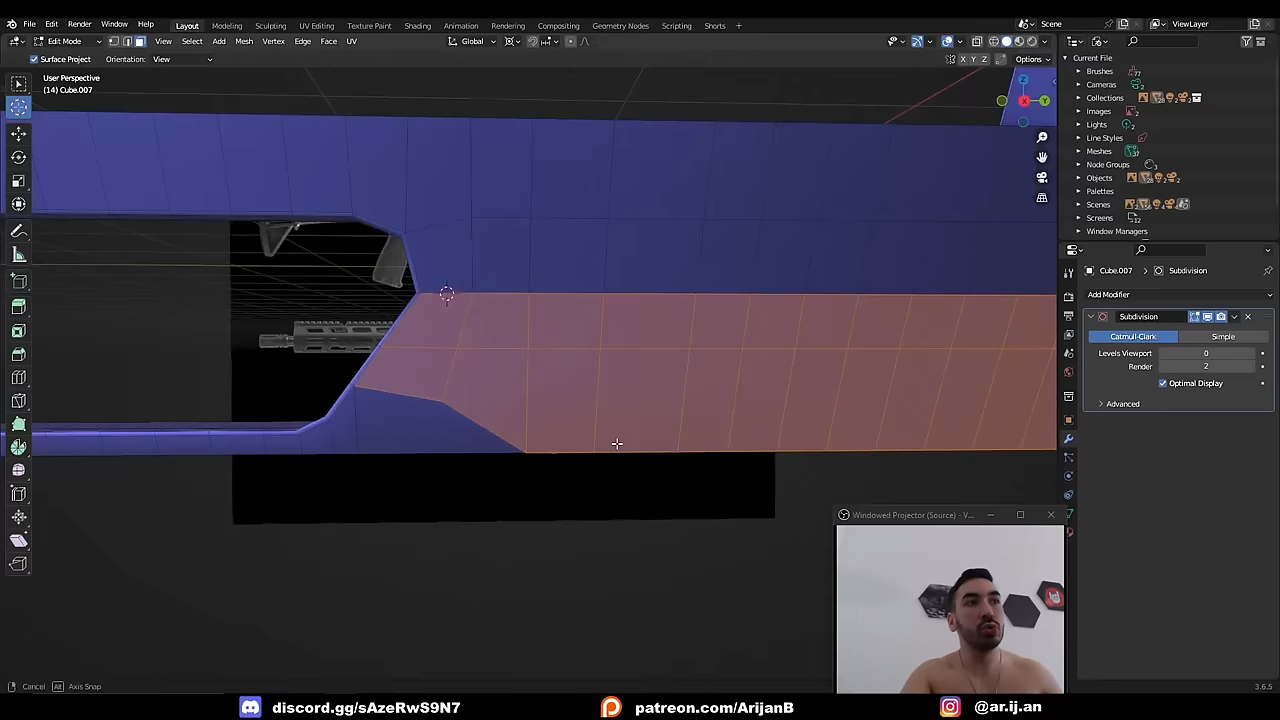 File Edit Render Window Help Layout Modeling Sculpting UV Editing Texture Paint Shading Animation Rendering Compositing Geometry Nodes Scripting Shorts + Scene ViewLayer
Edit Mode View Select Add Mesh Vertex Edge Face UV Global
Surface Project Orientation: View X Y Z Options
User Perspective
(14) Cube.007
Z
X Y
Current File
Brushes
Cameras
Collections
Images
Lights
Line Styles
Meshes
Node Groups
Objects
Palettes
Scenes
Screens
Window Managers
Cube.007 > Subdivision
Add Modifier
Subdivision
Catmull-Clark Simple
Levels Viewport 0
Render 2
Optimal Display
Advanced
Windowed Projector (Source) - V...
Cancel Alt Axis Snap
3.6.5
discord.gg/sAzeRwS9N7 patreon.com/ArijanB @ar.ij.an